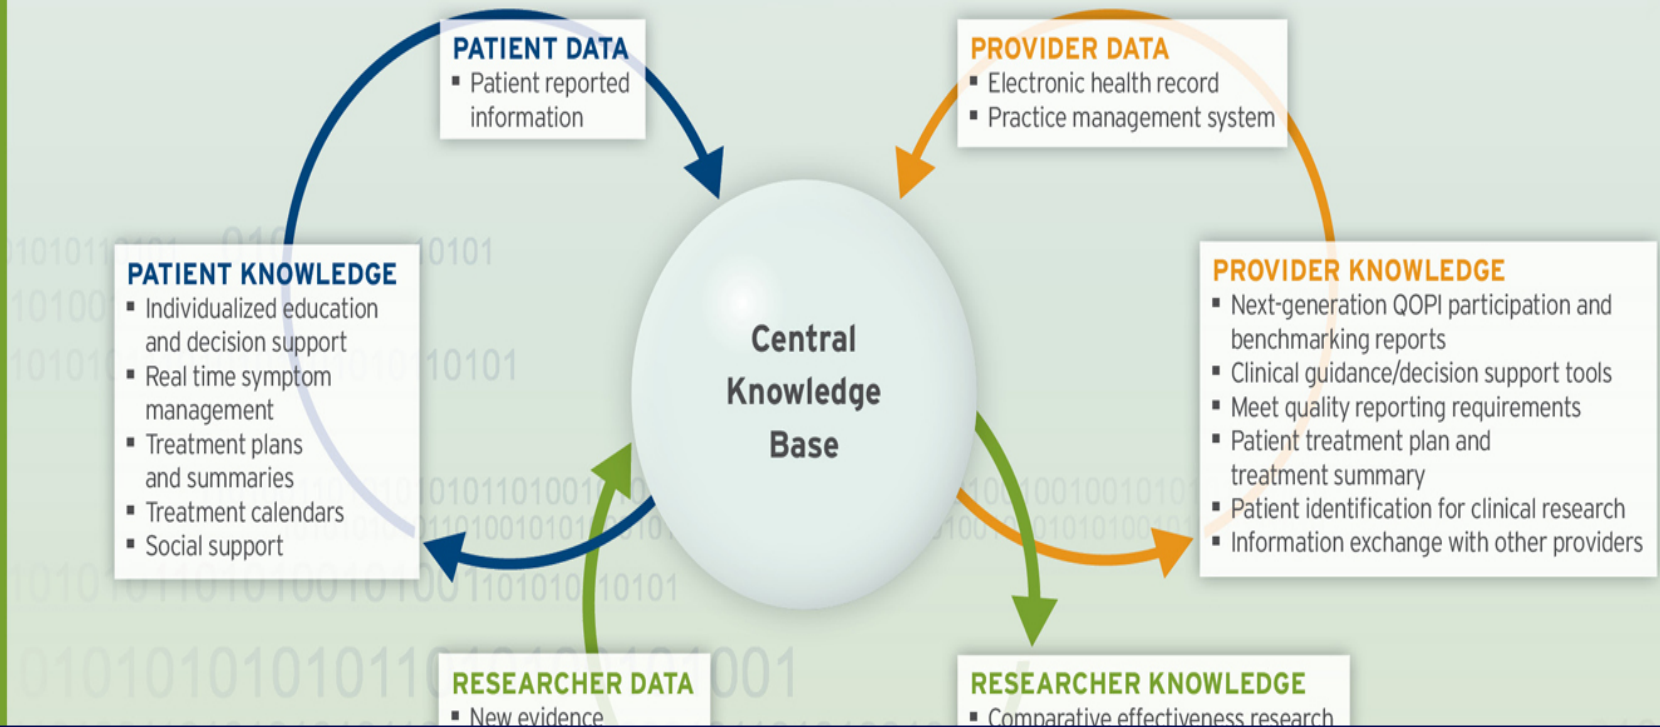 PATIENT DATA
▪ Patient reported
information
PROVIDER DATA
▪ Electronic health record
▪ Practice management system
PATIENT KNOWLEDGE
▪ Individualized education
and decision support
▪ Real time symptom
management
▪ Treatment plans
and summaries
▪ Treatment calendars
▪ Social support
Central
Knowledge
Base
PROVIDER KNOWLEDGE
▪ Next-generation QOPI participation and
benchmarking reports
▪ Clinical guidance/decision support tools
▪ Meet quality reporting requirements
▪ Patient treatment plan and
treatment summary
▪ Patient identification for clinical research
▪ Information exchange with other providers
RESEARCHER DATA
▪ New evidence
RESEARCHER KNOWLEDGE
▪ Comparative effectiveness research